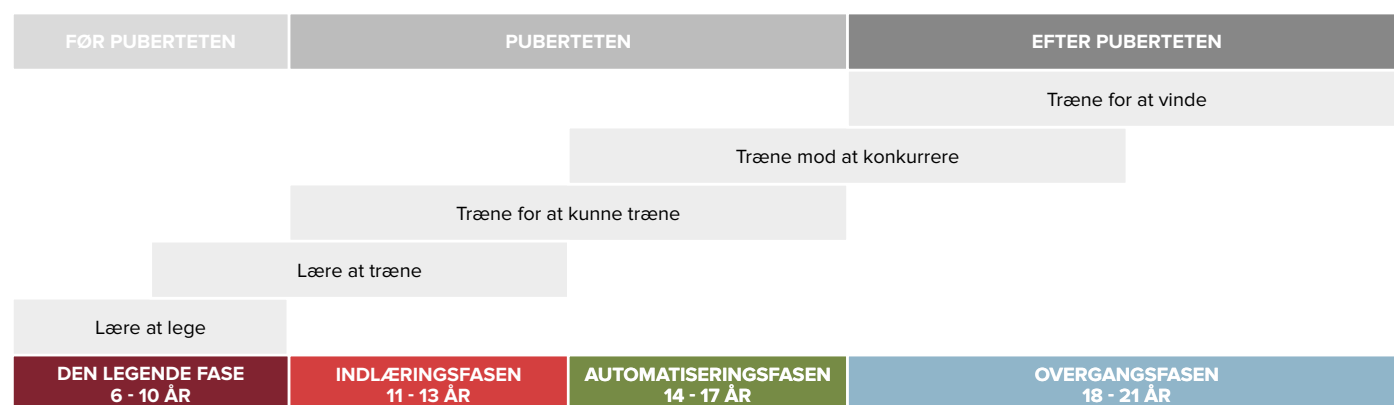 FØR PUBERTETEN
PUBERTETEN
EFTER PUBERTETEN
Træne for at vinde
Træne mod at konkurrere
Træne for at kunne træne
Lære at træne
Lære at lege
DEN LEGENDE FASE
6 - 10 ÅR
INDLÆRINGSFASEN
11 - 13 ÅR
AUTOMATISERINGSFASEN
14 - 17 ÅR
OVERGANGSFASEN
18 - 21 ÅR